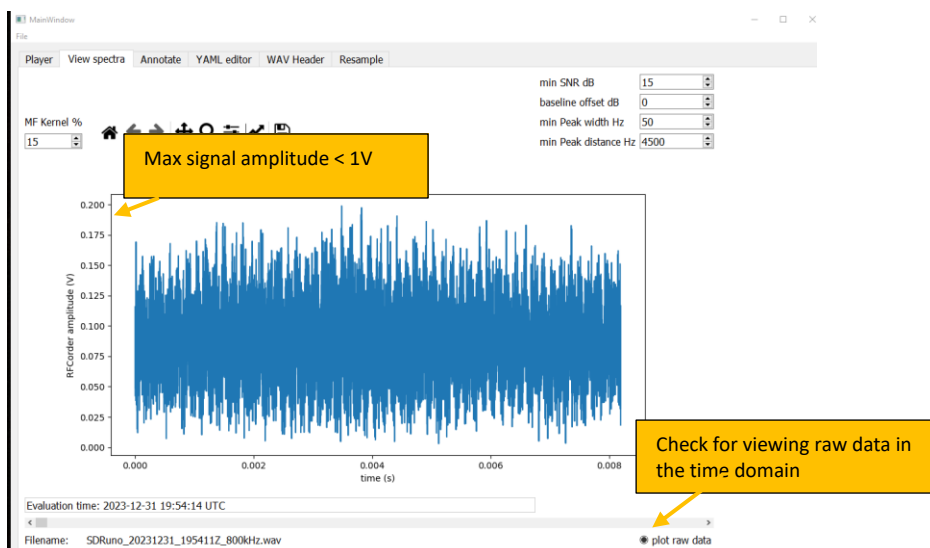 MainWindow
File
Player View spectra Annotate YAML editor WAV Header Resample
min SNR dB 15
baseline offset dB 0
MF Kernel % min Peak width Hz 50
15 min Peak distance Hz 4500
Max signal amplitude < 1V
0.200
0.175
0.150
0.125
0.100
0.075
0.050
0.025
0.000
RFCorder amplitude (V)
0.000 0.002 0.004 0.006 0.008
time (s)
Check for viewing raw data in
the time domain
Evaluation time: 2023-12-31 19:54:14 UTC
Filename: SDRuno_20231231_195411Z_800kHz.wav plot raw data